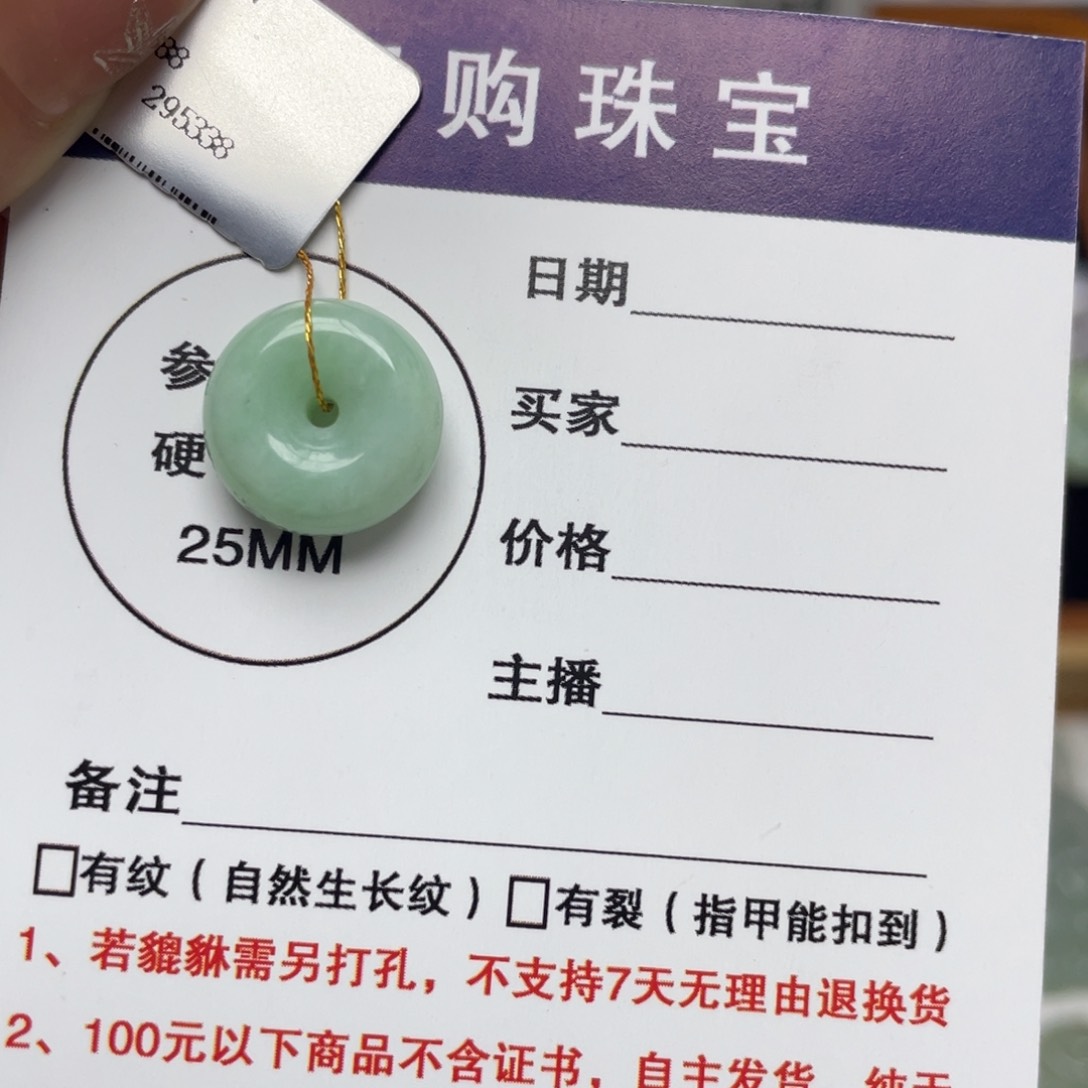 88
295338
购珠宝
日期
买家
价格
主播
参
硬
25MM
备注
有纹（自然生长纹） 有裂（指甲能扣到）
1、若貔貅需另打孔，不支持7天无理由退换货
2、100元以下商品不含证书，自主发货，纯天